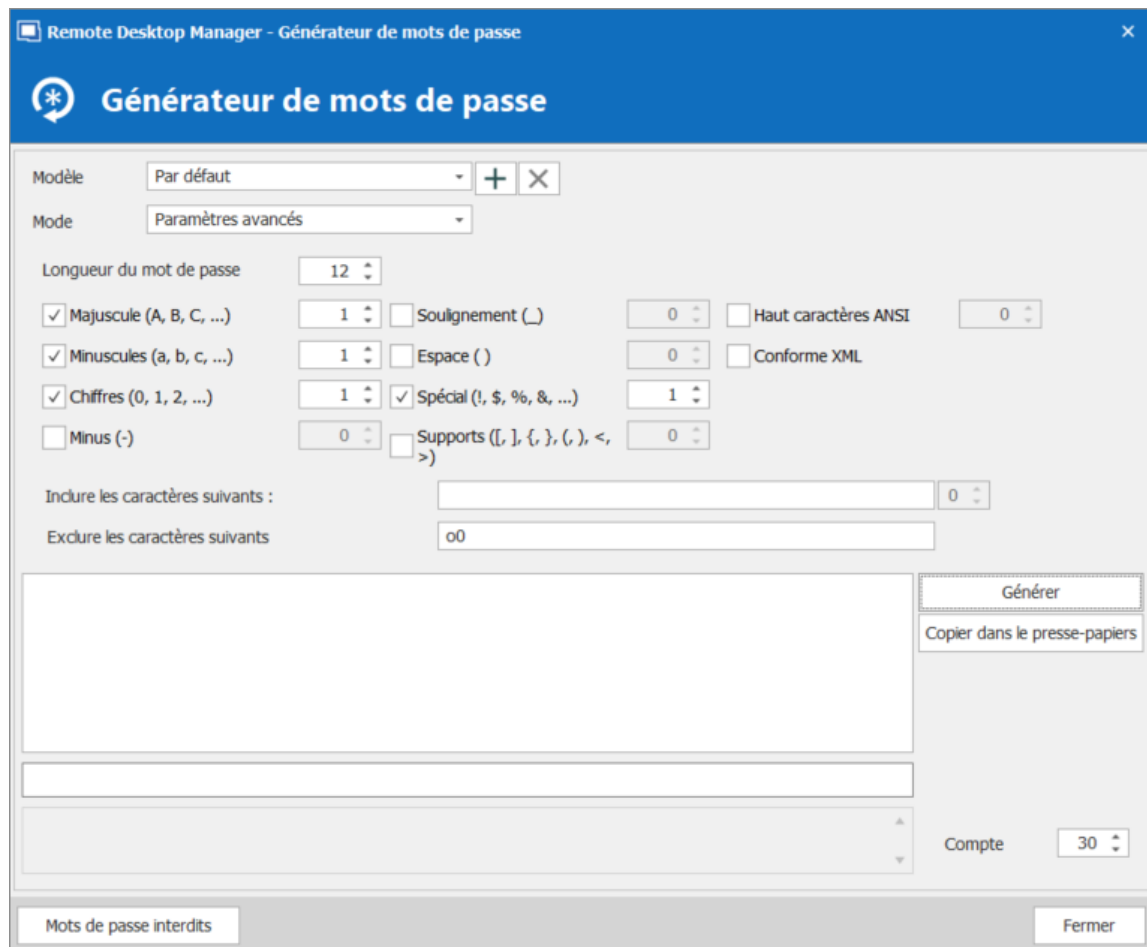 Remote Desktop Manager - Générateur de mots de passe
Générateur de mots de passe
Modèle Par défaut
Mode Paramètres avancés
Longueur du mot de passe 12
Majuscule (A, B, C, ...) 1 Soulignement (_) 0 Haut caractères ANSI 0
Minuscules (a, b, c, ...) 1 Espace ( ) 0 Conforme XML
Chiffres (0, 1, 2, ...) 1 Spécial (!, $, %, &, ...) 1
Minus (-) 0 Supports ([, ], {, }, (, ), <, 0
>)
Inclure les caractères suivants : 0
Exclure les caractères suivants o0
Générer
Copier dans le presse-papiers
Compte 30
Mots de passe interdits Fermer